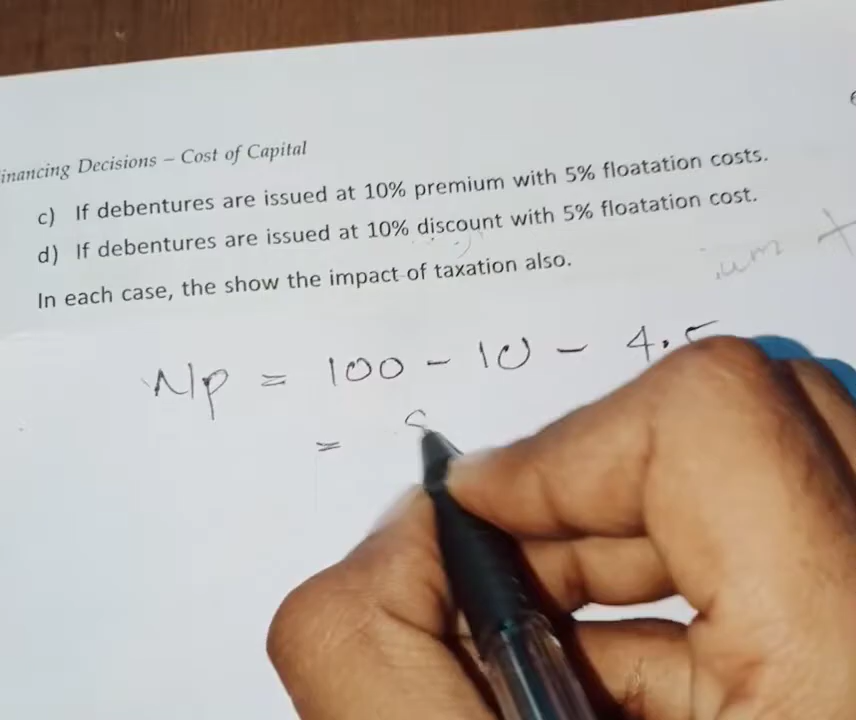 inancing Decisions – Cost of Capital
c) If debentures are issued at 10% premium with 5% floatation costs.
d) If debentures are issued at 10% discount with 5% floatation cost.
In each case, the show the impact of taxation also.
Np = 100 - 10 - 4.5
=